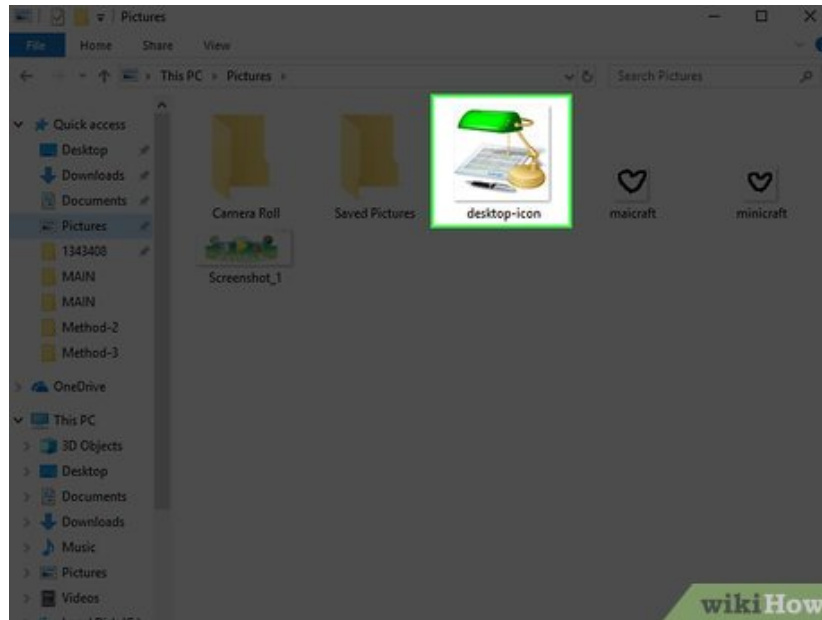 Pictures
File Home Share View
This PC Pictures Search Pictures
Quick access
Desktop
Downloads
Documents
Pictures
1343408
MAIN
MAIN
Method-2
Method-3
OneDrive
This PC
3D Objects
Desktop
Documents
Downloads
Music
Pictures
Videos
Camera Roll Saved Pictures desktop-icon maicraft minicraft
Screenshot_1
wikiHow